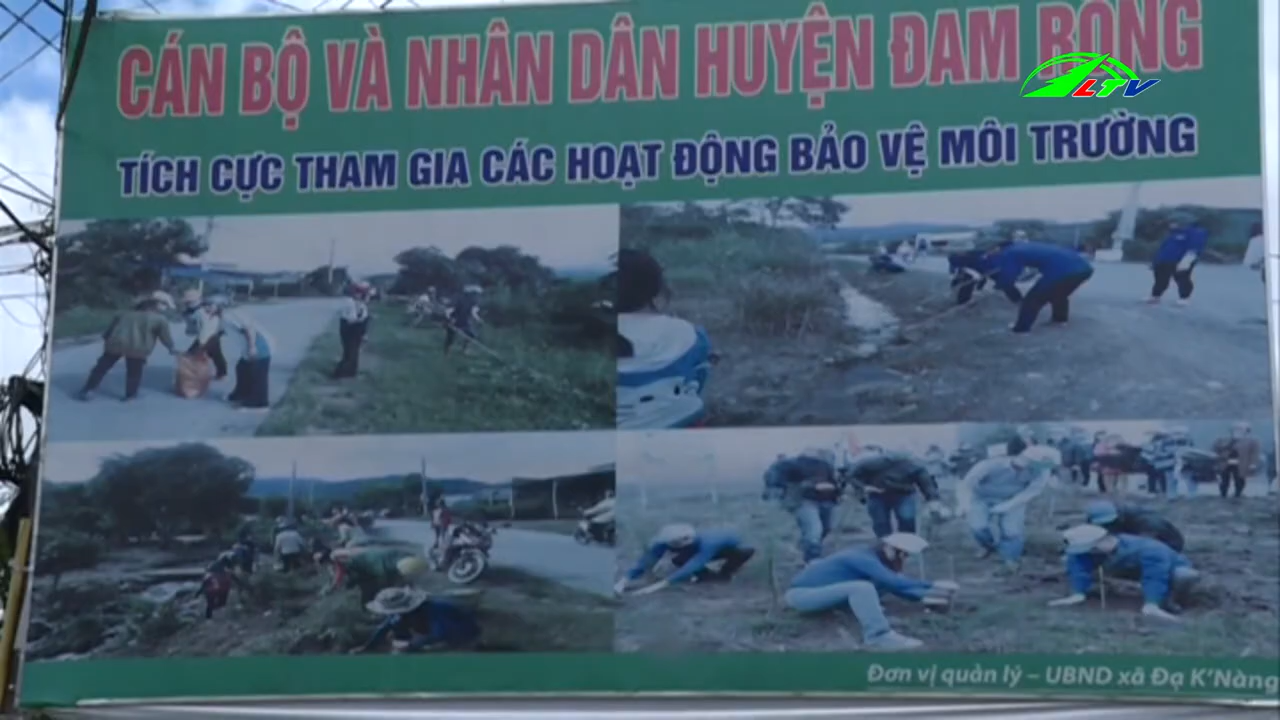 CÁN BỘ VÀ NHÂN DÂN HUYỆN ĐAM RÔNG
LTV
TÍCH CỰC THAM GIA CÁC HOẠT ĐỘNG BẢO VỆ MÔI TRƯỜNG
Đơn vị quản lý – UBND xã Đạ K'Nàng